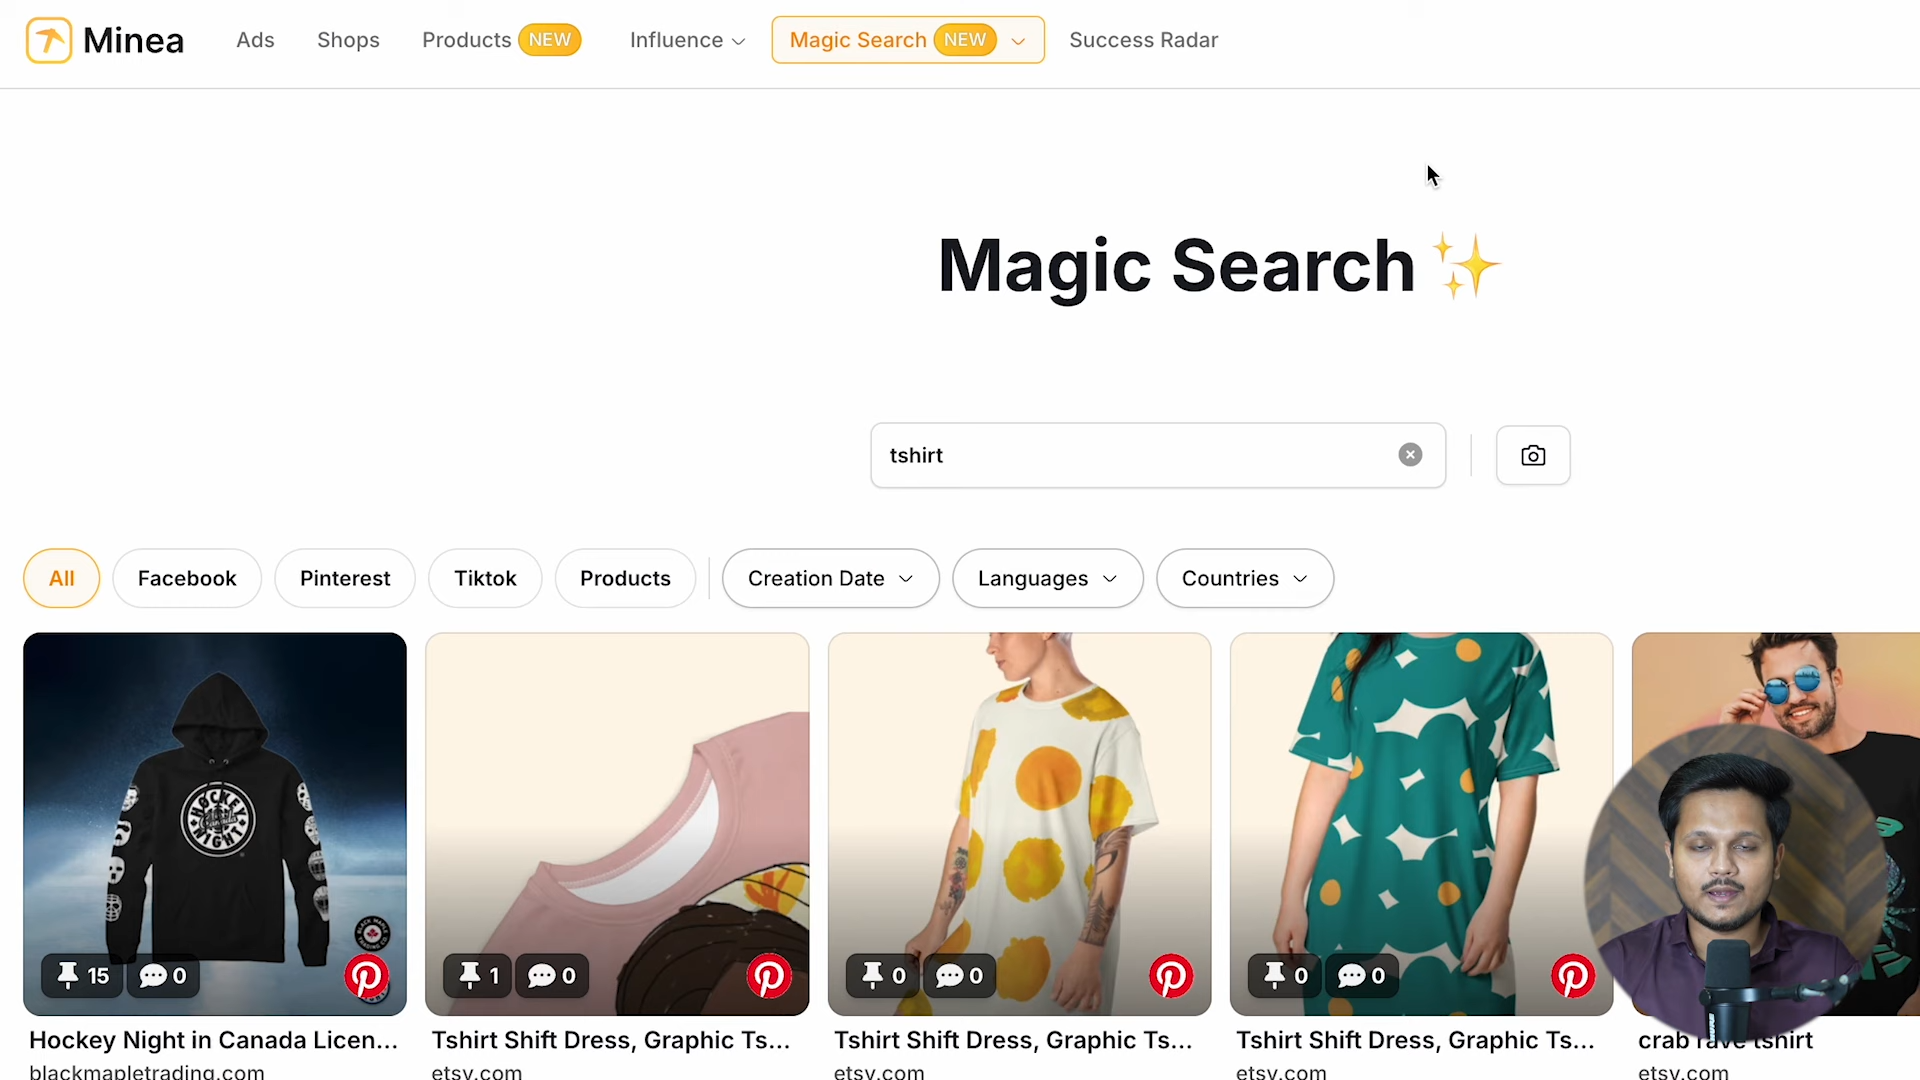 Minea
Ads
Shops
Products NEW
Influence
Magic Search NEW
Success Radar
Magic Search
tshirt
All
Facebook
Pinterest
Tiktok
Products
Creation Date
Languages
Countries
HOCKEY
NIGHT
15
0
1
0
0
0
0
0
Hockey Night in Canada Licen...
Tshirt Shift Dress, Graphic Ts...
Tshirt Shift Dress, Graphic Ts...
Tshirt Shift Dress, Graphic Ts...
crab rave tshirt
blackmapletrading.com
etsy.com
etsy.com
etsy.com
etsy.com